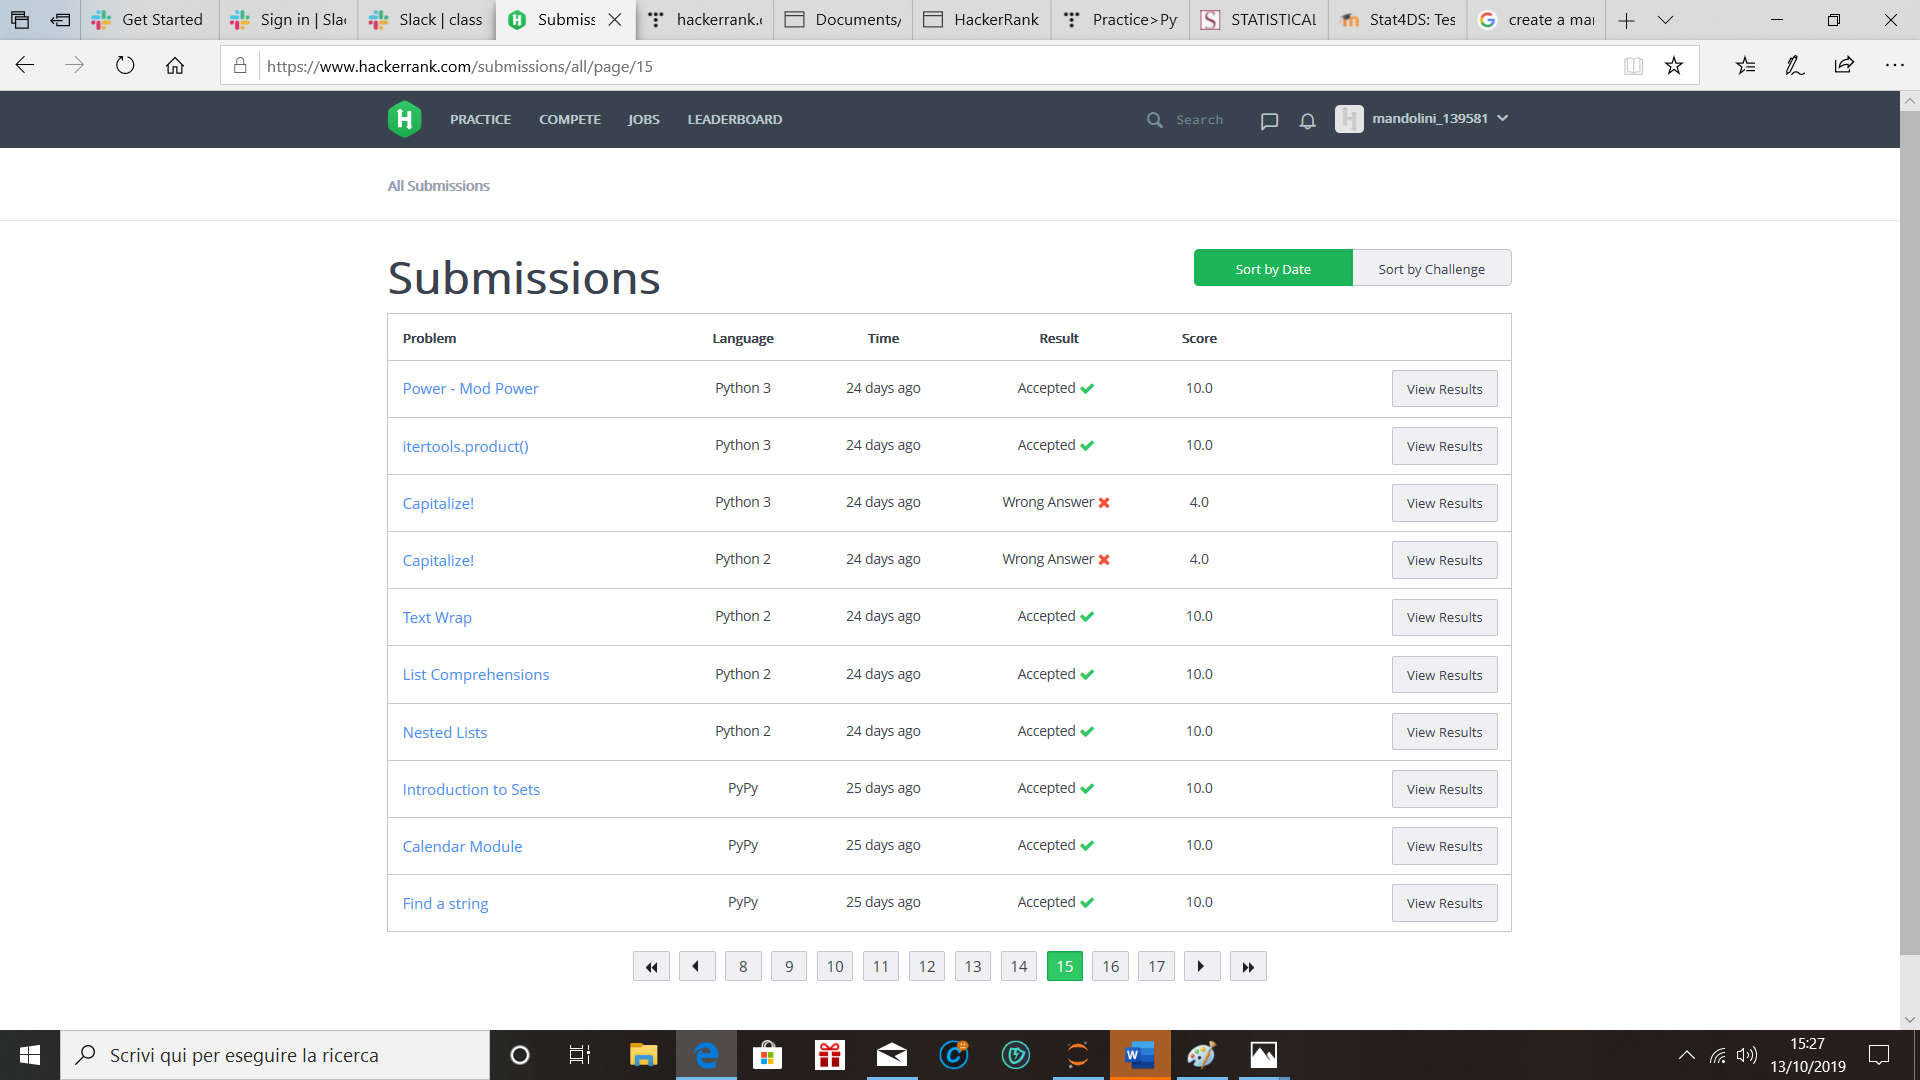 Get Started
Sign in | Sla
Slack | class
Submiss
hackerrank.c
Documents/
HackerRank
Practice>Py
STATISTICAL
Stat4DS: Tes
create a ma
https://www.hackerrank.com/submissions/all/page/15
PRACTICE COMPETE JOBS LEADERBOARD Search mandolini_139581
All Submissions
Submissions
Sort by Date Sort by Challenge
Problem Language Time Result Score
Power - Mod Power Python 3 24 days ago Accepted 10.0 View Results
itertools.product() Python 3 24 days ago Accepted 10.0 View Results
Capitalize! Python 3 24 days ago Wrong Answer 4.0 View Results
Capitalize! Python 2 24 days ago Wrong Answer 4.0 View Results
Text Wrap Python 2 24 days ago Accepted 10.0 View Results
List Comprehensions Python 2 24 days ago Accepted 10.0 View Results
Nested Lists Python 2 24 days ago Accepted 10.0 View Results
Introduction to Sets PyPy 25 days ago Accepted 10.0 View Results
Calendar Module PyPy 25 days ago Accepted 10.0 View Results
Find a string PyPy 25 days ago Accepted 10.0 View Results
8 9 10 11 12 13 14 15 16 17
Scrivi qui per eseguire la ricerca
15:27
13/10/2019